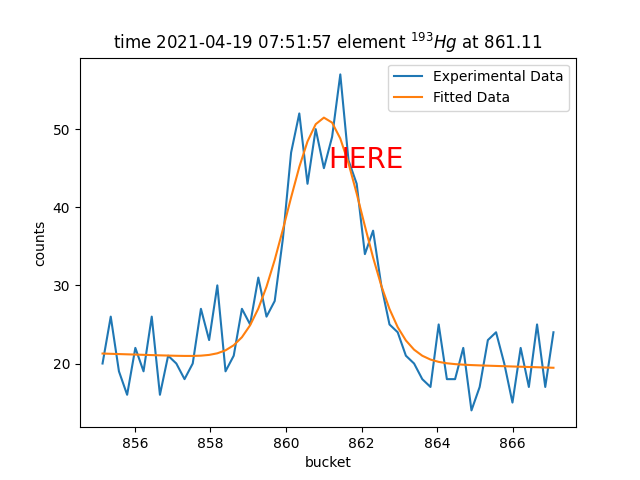 time 2021-04-19 07:51:57 element ¹⁹³Hg at 861.11
Experimental Data
Fitted Data
HERE
counts
50
40
30
20
856 858 860 862 864 866
bucket